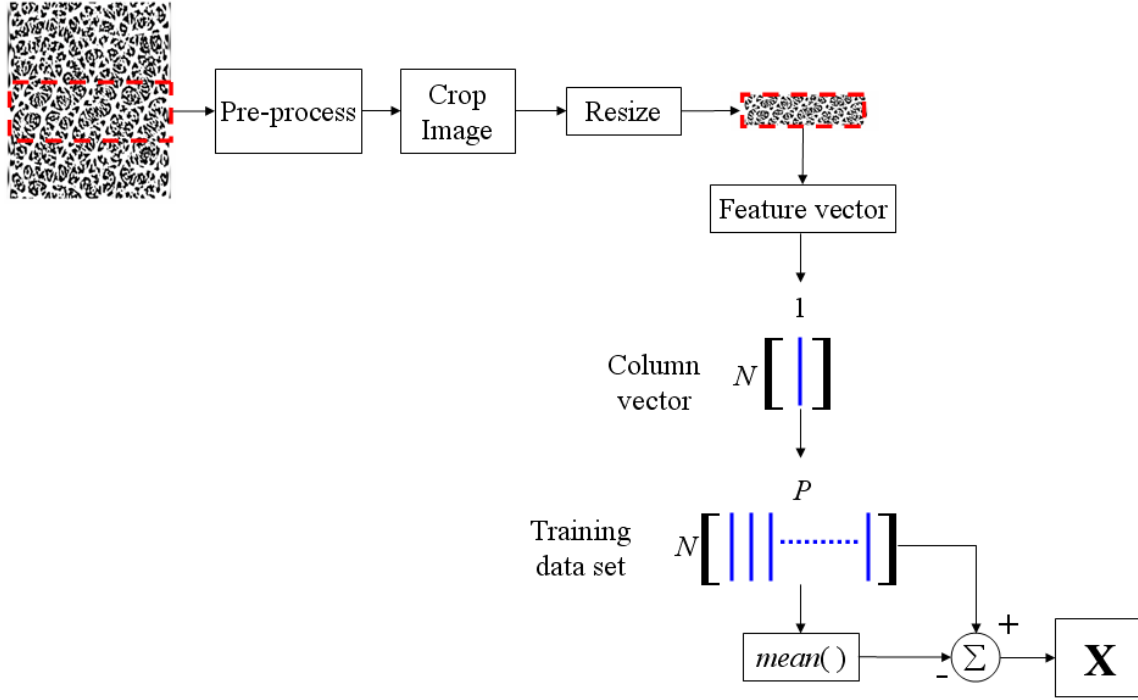 Pre-process
Crop
Image
Resize
Feature vector
1
Column
vector
N
P
Training
data set
N
mean( )
+
Σ
-
X